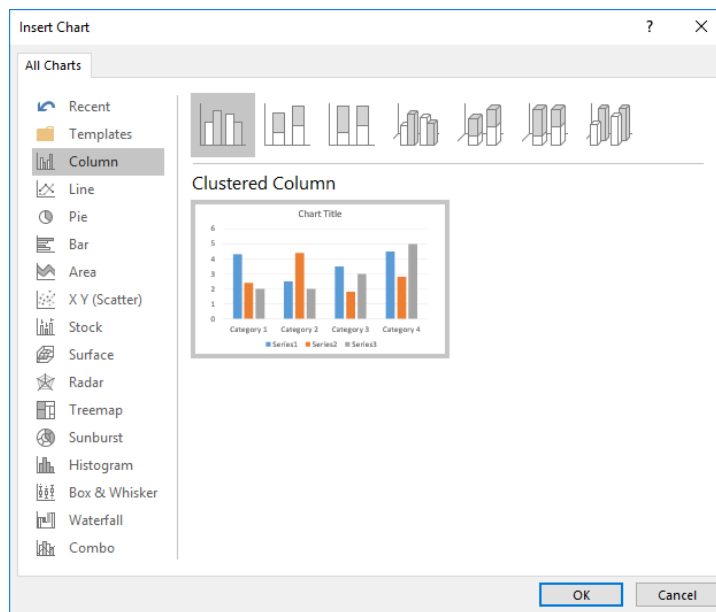 Insert Chart
?
All Charts
Recent
Templates
Column
Line
Pie
Bar
Area
X Y (Scatter)
Stock
Surface
Radar
Treemap
Sunburst
Histogram
Box & Whisker
Waterfall
Combo
Clustered Column
Chart Title
6
5
4
3
2
1
0
Category 1 Category 2 Category 3 Category 4
Series1 Series2 Series3
OK Cancel